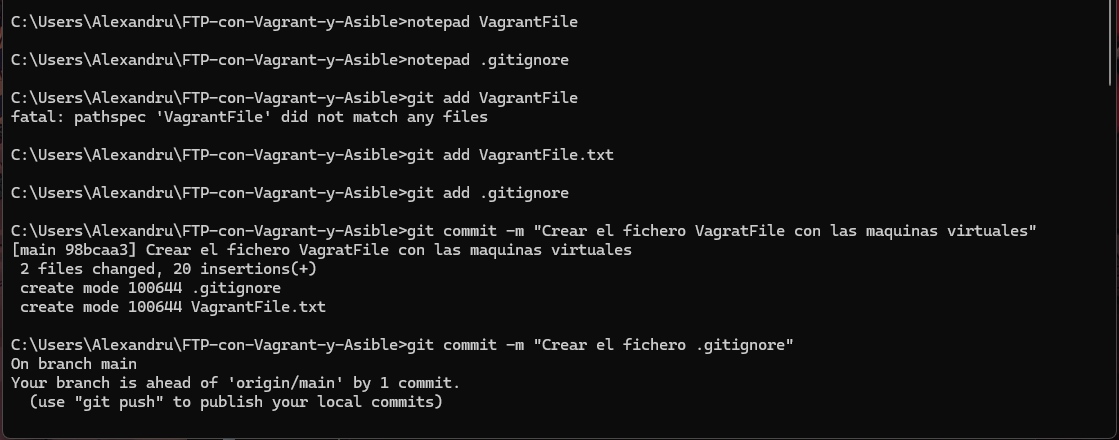 C:\Users\Alexandru\FTP-con-Vagrant-y-Asible>notepad VagrantFile
C:\Users\Alexandru\FTP-con-Vagrant-y-Asible>notepad .gitignore
C:\Users\Alexandru\FTP-con-Vagrant-y-Asible>git add VagrantFile
fatal: pathspec 'VagrantFile' did not match any files
C:\Users\Alexandru\FTP-con-Vagrant-y-Asible>git add VagrantFile.txt
C:\Users\Alexandru\FTP-con-Vagrant-y-Asible>git add .gitignore
C:\Users\Alexandru\FTP-con-Vagrant-y-Asible>git commit -m "Crear el fichero VagratFile con las maquinas virtuales"
[main 98bcaa3] Crear el fichero VagratFile con las maquinas virtuales
 2 files changed, 20 insertions(+)
 create mode 100644 .gitignore
 create mode 100644 VagrantFile.txt
C:\Users\Alexandru\FTP-con-Vagrant-y-Asible>git commit -m "Crear el fichero .gitignore"
On branch main
Your branch is ahead of 'origin/main' by 1 commit.
  (use "git push" to publish your local commits)